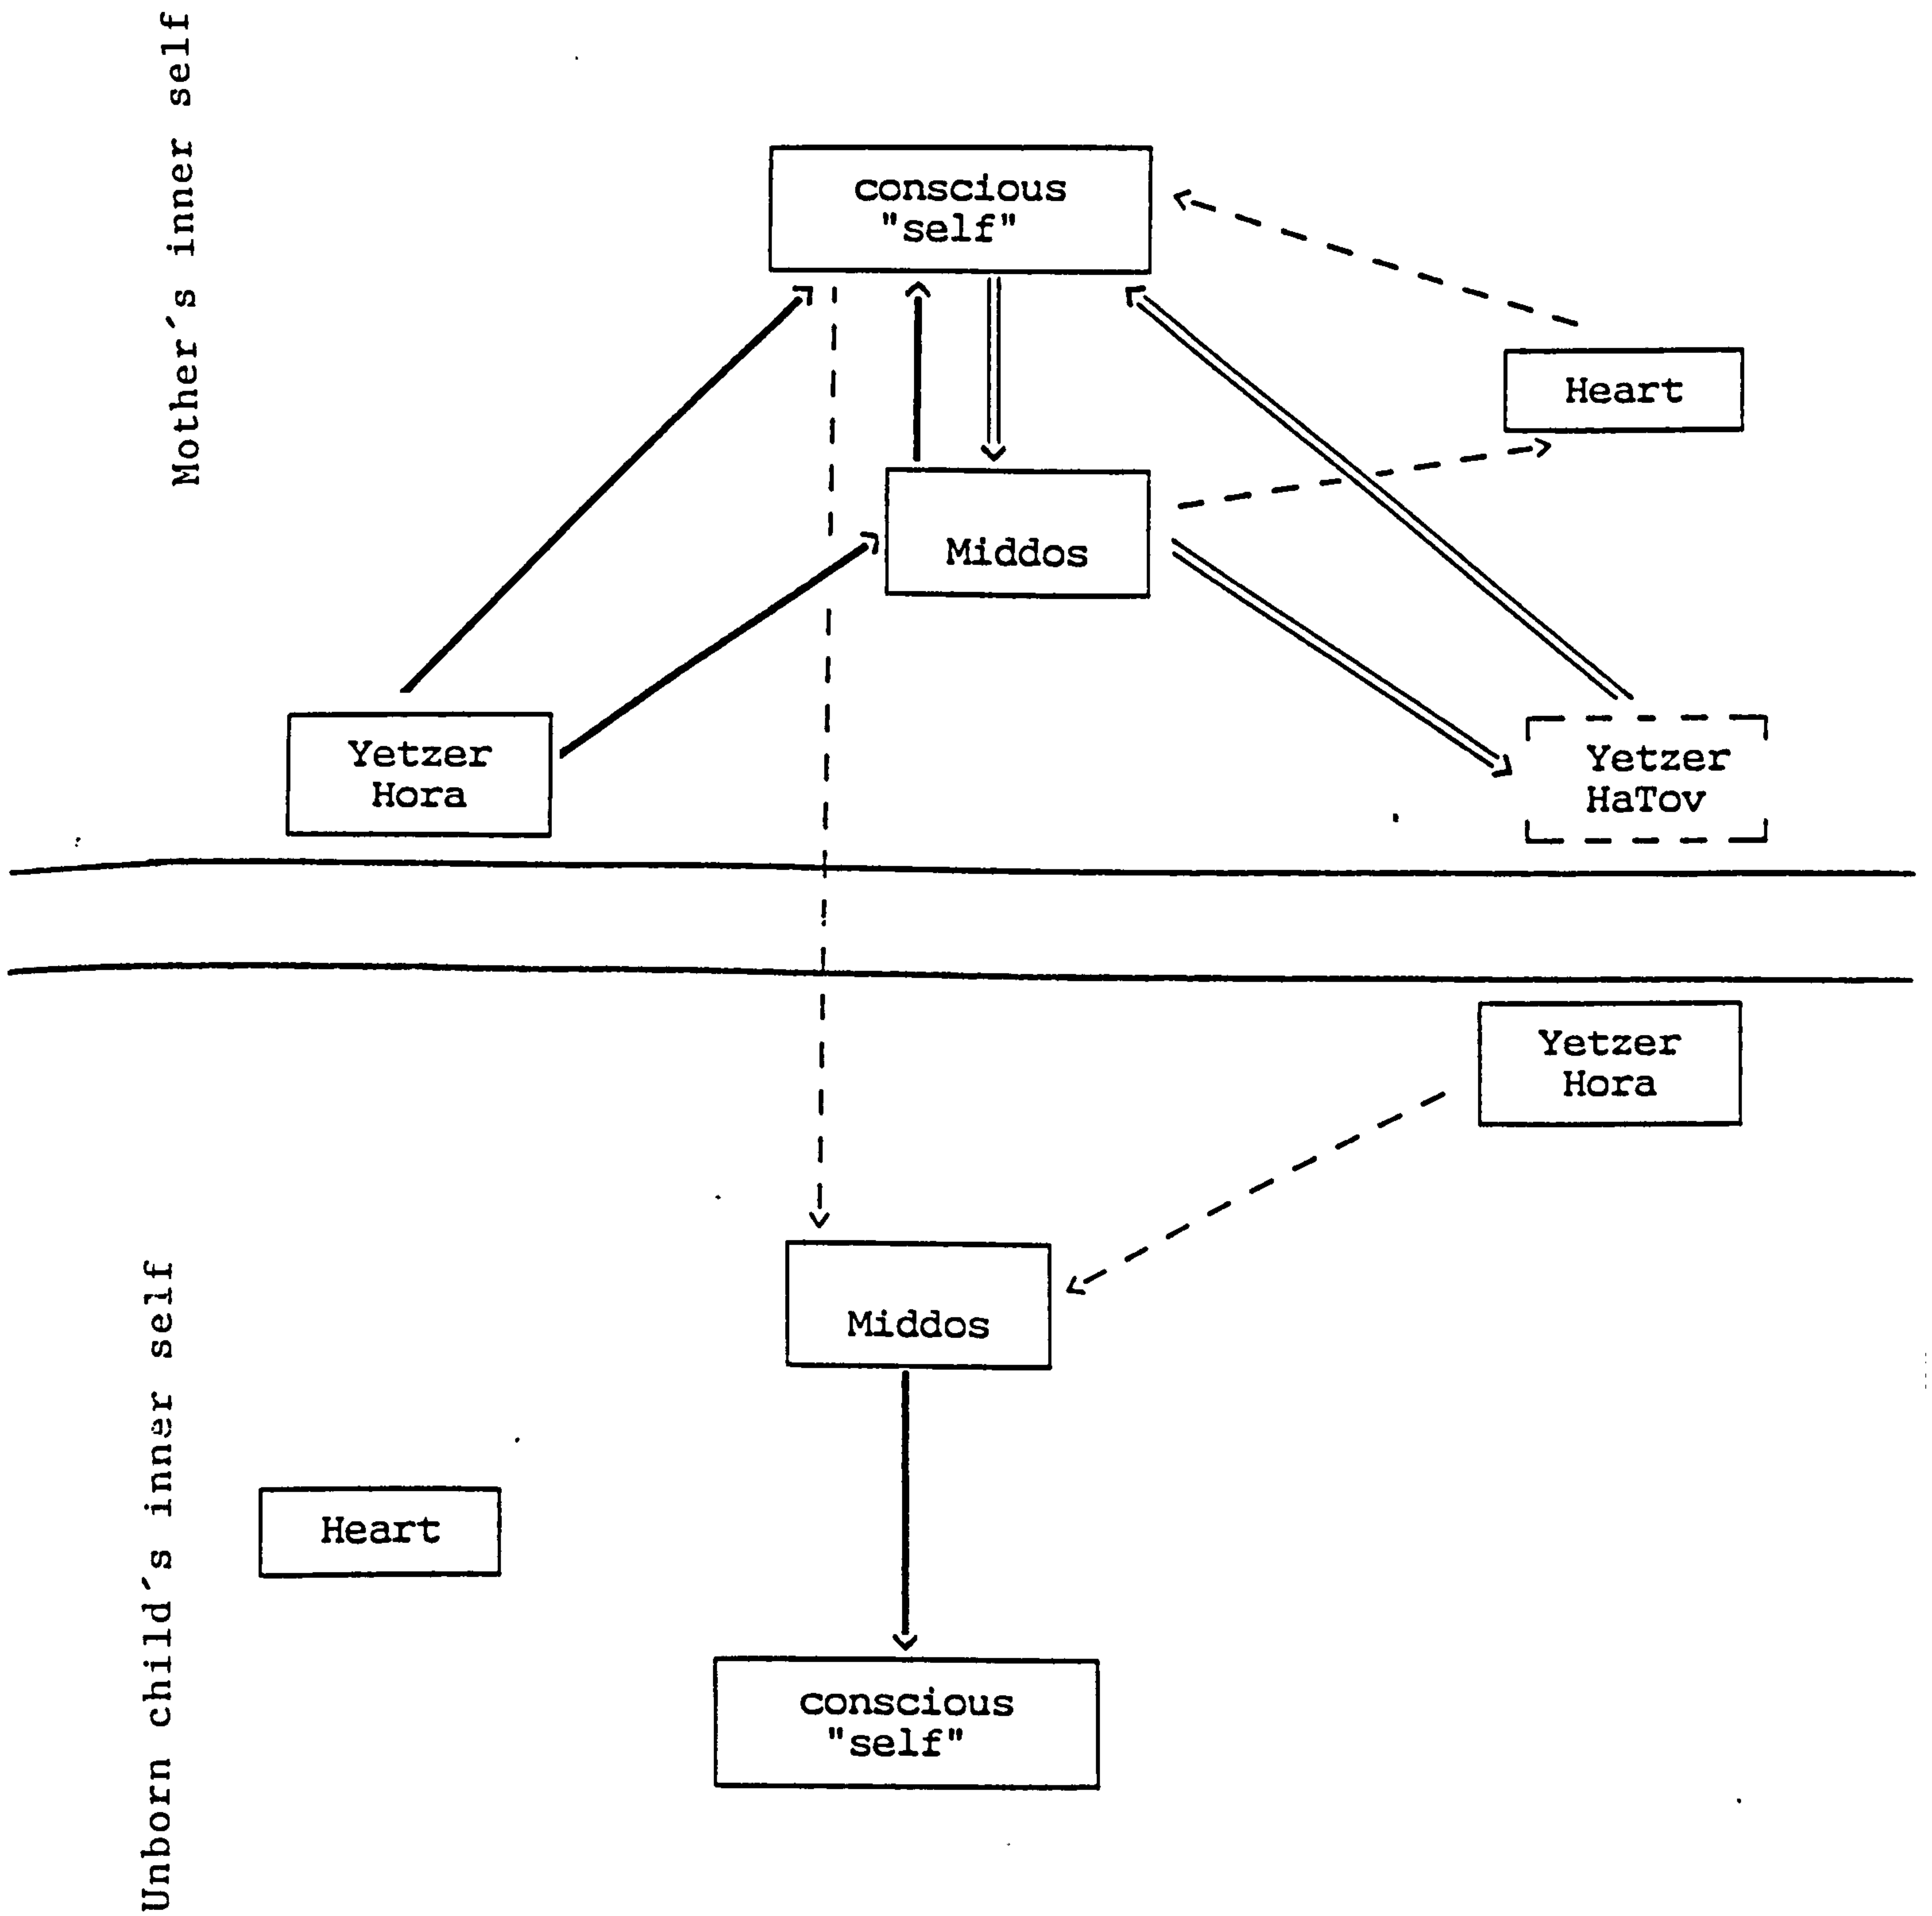 Mother's inner self
conscious
"self"
Heart
Middos
Yetzer
Hora
Yetzer
HaTov
Unborn child's inner self
Yetzer
Hora
Middos
Heart
conscious
"self"